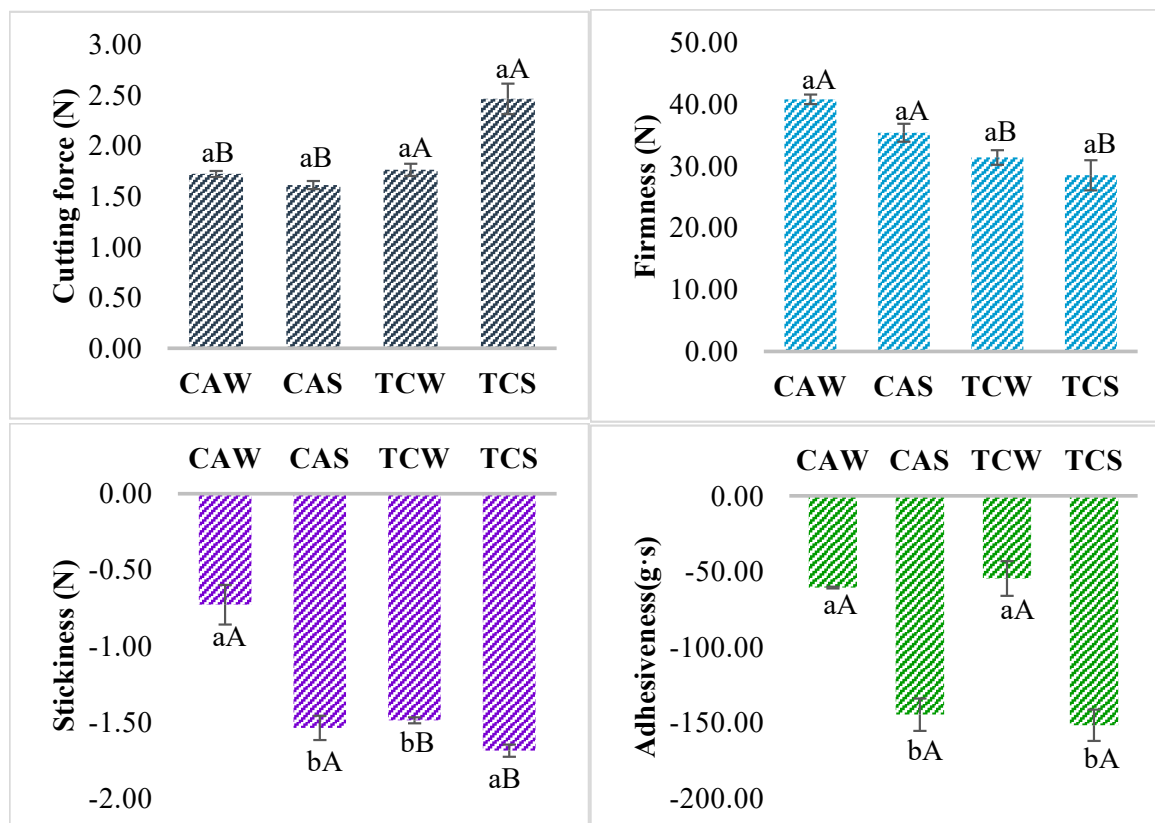 Cutting force (N)
3.00
2.50
2.00
1.50
1.00
0.50
0.00
aB
aB
aA
aA
CAW CAS TCW TCS
Firmness (N)
50.00
40.00
30.00
20.00
10.00
0.00
aA
aA
aB
aB
CAW CAS TCW TCS
Stickiness (N)
CAW CAS TCW TCS
0.00
-0.50
-1.00
-1.50
-2.00
aA
bA
bB
aB
Adhesiveness(g·s)
CAW CAS TCW TCS
0.00
-50.00
-100.00
-150.00
-200.00
aA
bA
aA
bA